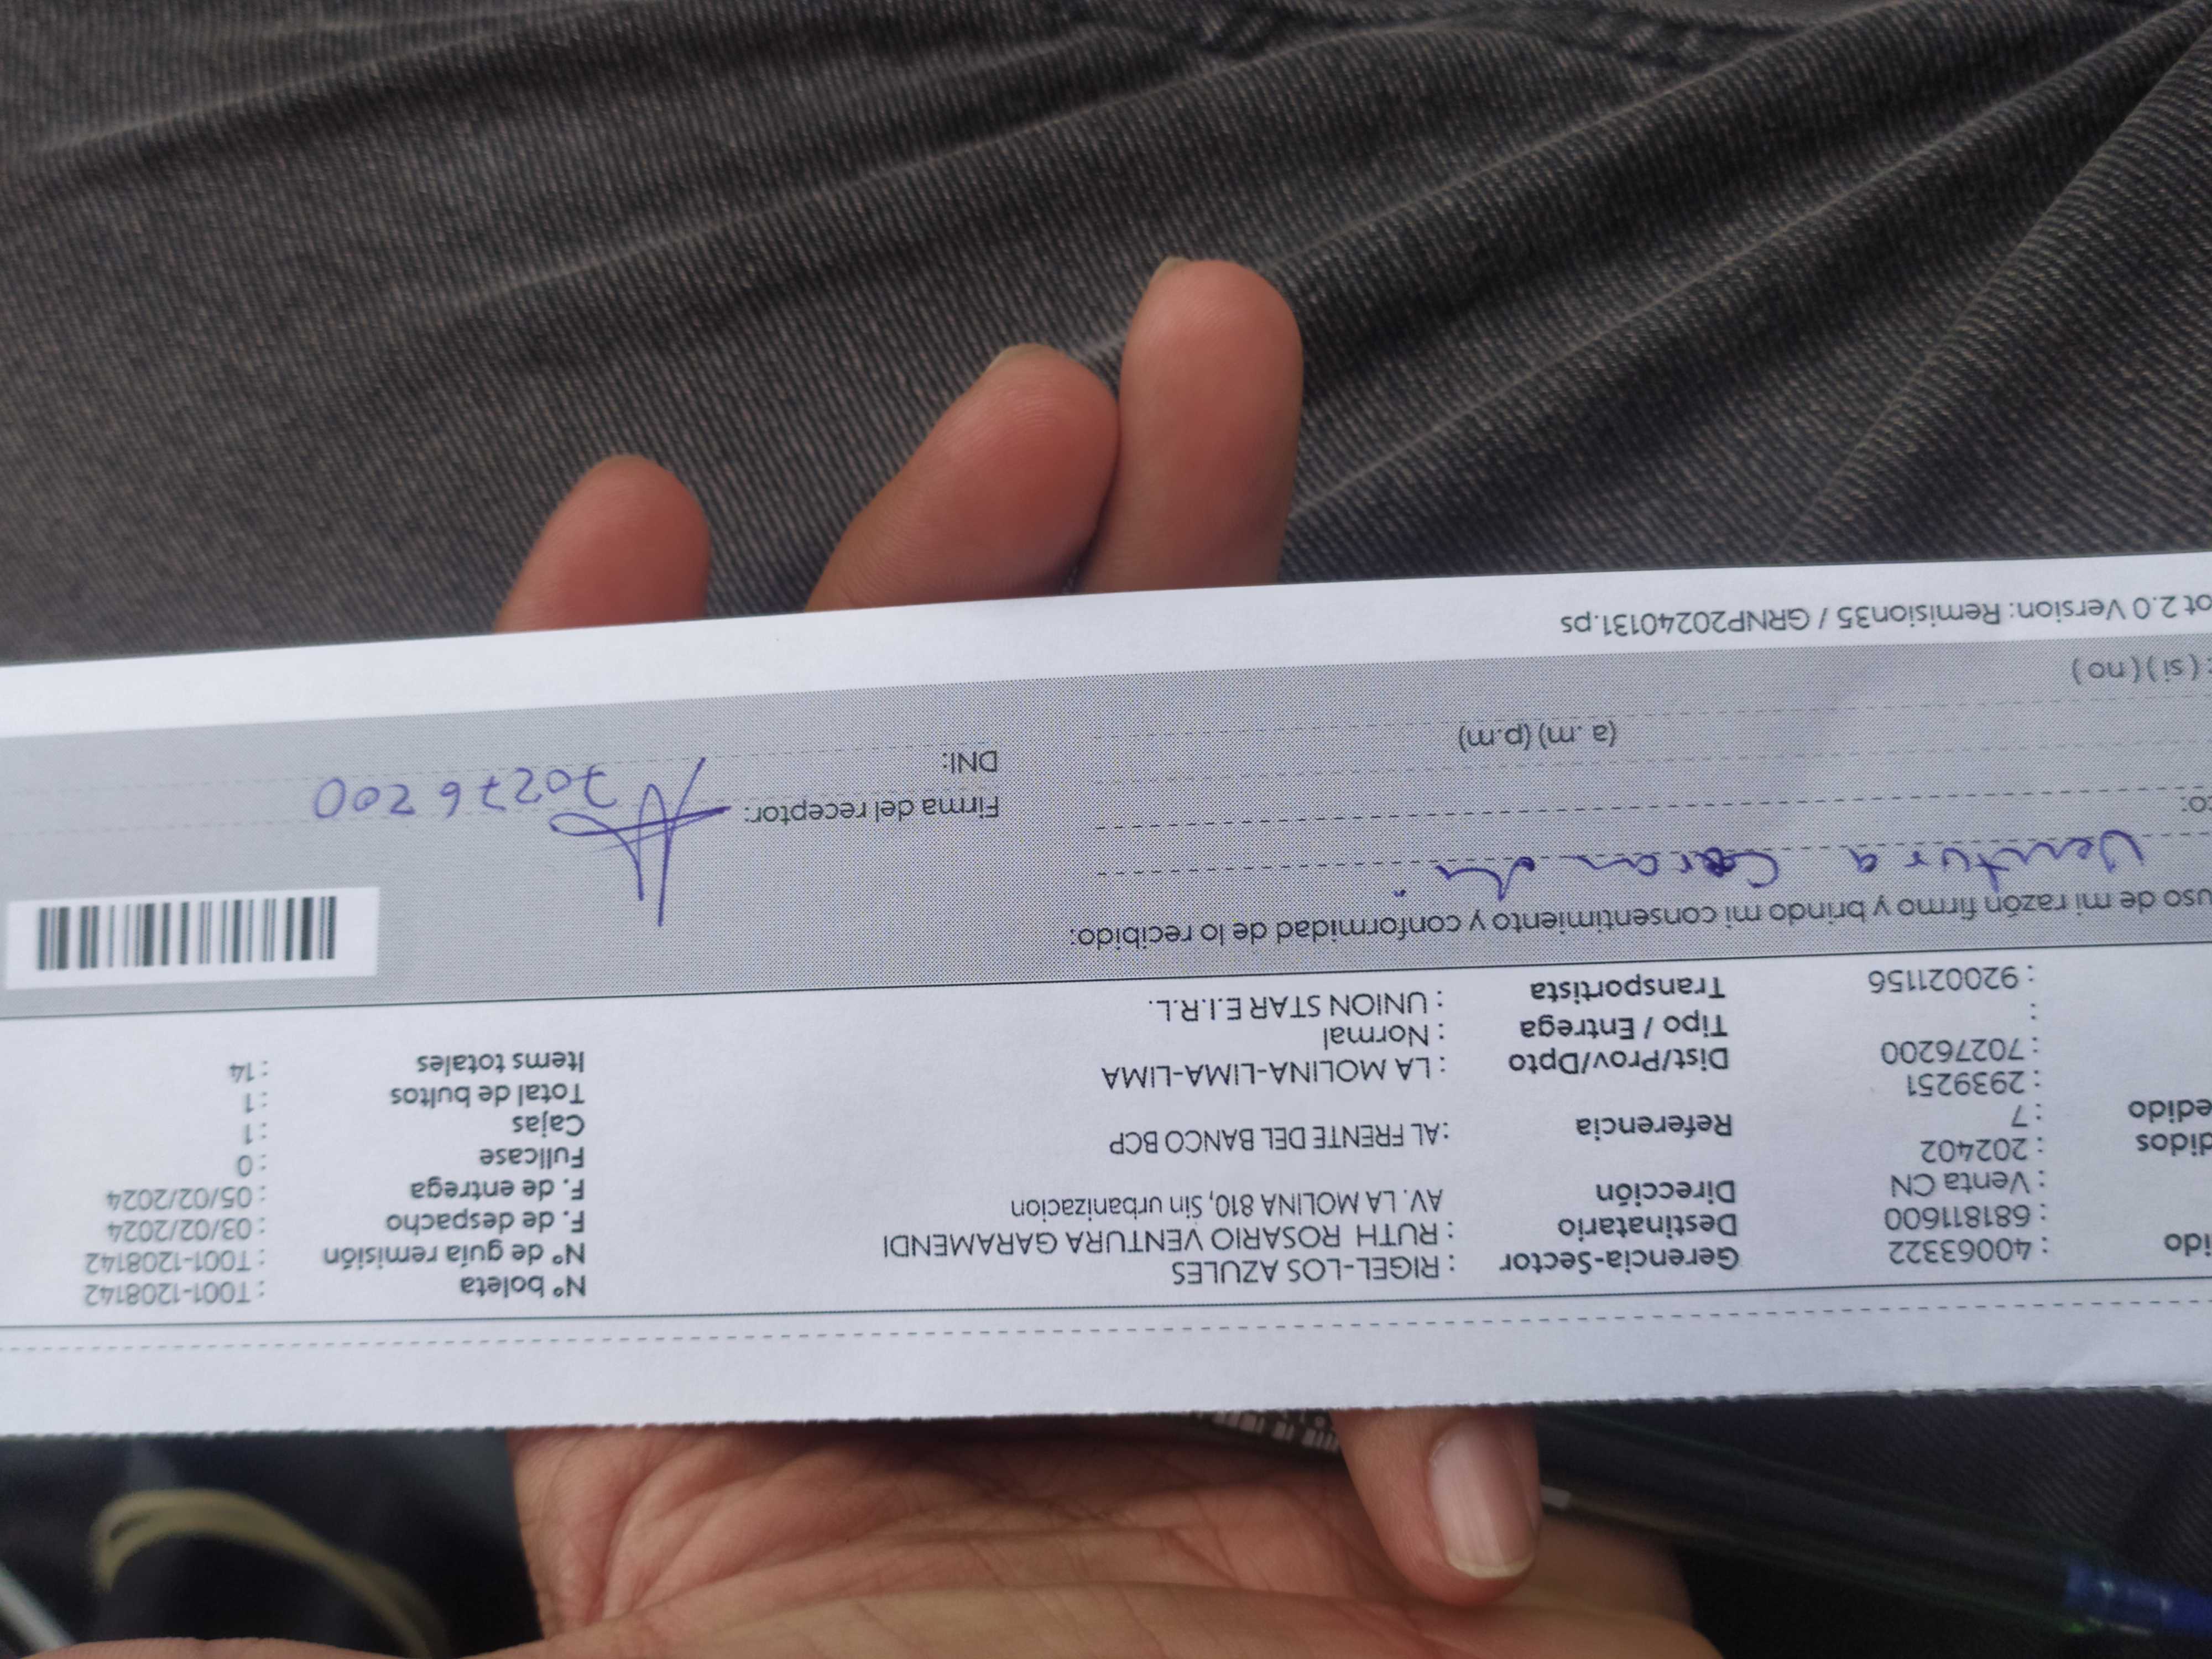 ido : 40063322 Gerencia-Sector : RIGEL-LOS AZULES Nº boleta : T001-1208142
: 681811600 Destinatario : RUTH ROSARIO VENTURA GARAMENDI Nº de guía remisión : T001-1208142
: Venta CN Dirección AV. LA MOLINA 810, Sin urbanizacion F. de despacho : 03/02/2024
didos : 202402 F. de entrega : 05/02/2024
edido : 7 Referencia : AL FRENTE DEL BANCO BCP Fullcase : 0
: 2939251 Cajas : 1
: 70276200 Dist/Prov/Dpto : LA MOLINA-LIMA-LIMA Total de bultos : 1
: Tipo / Entrega : Normal Items totales : 14
: 920021156 Transportista : UNION STAR E.I.R.L.
uso de mi razón firmo y brindo mi consentimiento y conformidad de lo recibido:
Ventura
o: Firma del receptor:
70276200
(a .m) (p.m) DNI:
: ( si ) ( no )
ot 2.0 Version: Remision35 / GRNP20240131.ps